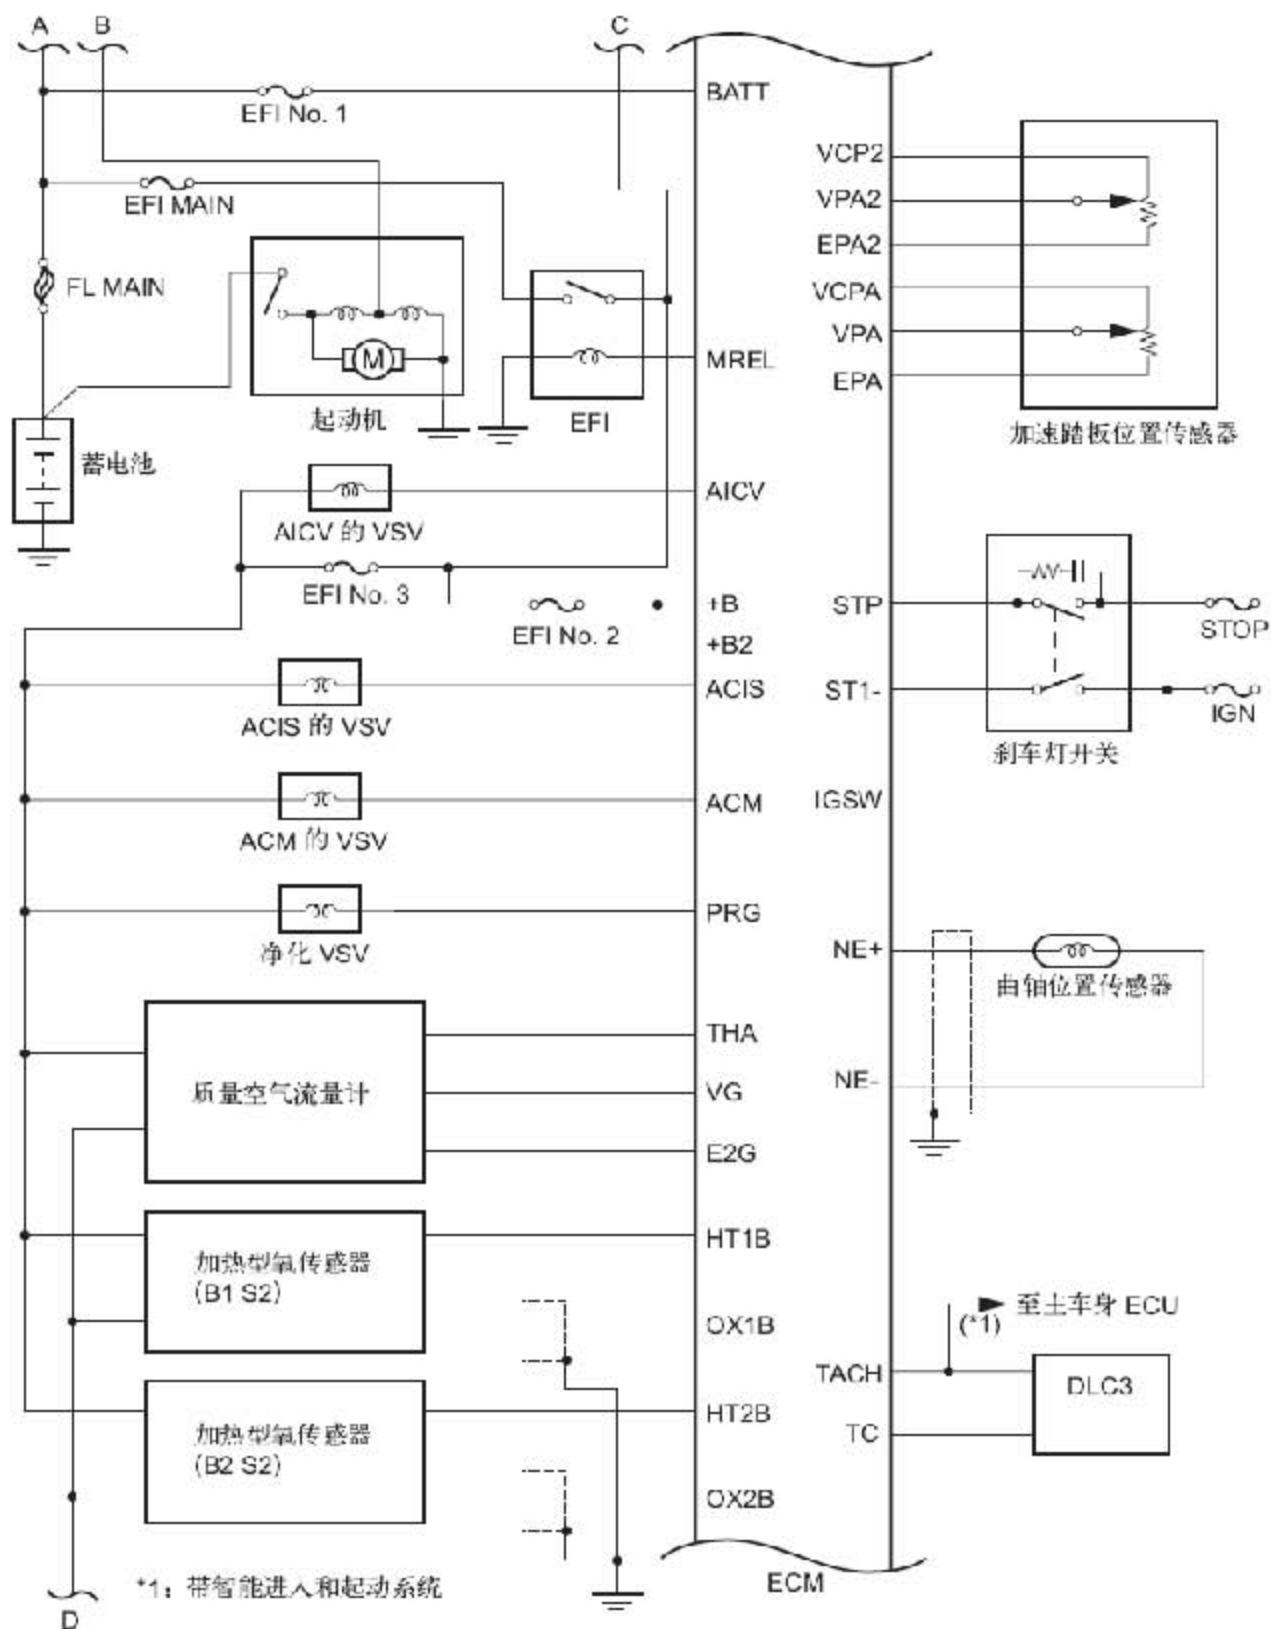 A
B
C
BATT
EFI No. 1
VCP2
VPA2
EFI MAIN
EPA2
FL MAIN
VCPA
VPA
M
MREL
EPA
起动机
EFI
加速踏板位置传感器
蓄电池
AICV
AICV 的 VSV
EFI No. 3
+B
STP
EFI No. 2
STOP
+B2
ACIS
ST1-
ACIS 的 VSV
IGN
刹车灯开关
ACM
IGSW
ACM 的 VSV
PRG
净化 VSV
NE+
曲轴位置传感器
THA
质量空气流量计
VG
NE-
E2G
HT1B
加热型氧传感器
(B1 S2)
至主车身 ECU
(*1)
OX1B
TACH
DLC3
HT2B
加热型氧传感器
(B2 S2)
TC
OX2B
*1: 带智能进入和起动系统
ECM
D